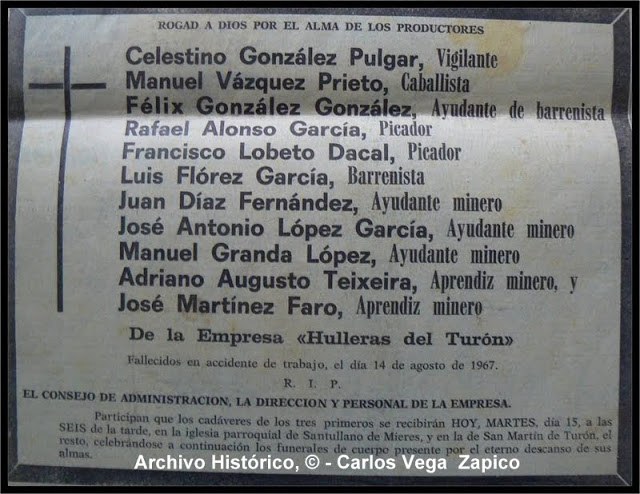 ROGAD A DIOS POR EL ALMA DE LOS PRODUCTORES
Celestino González Pulgar, Vigilante
Manuel Vázquez Prieto, Caballista
Félix González González, Ayudante de barrenista
Rafael Alonso García, Picador
Francisco Lobeto Dacal, Picador
Luis Flórez García, Barrenista
Juan Díaz Fernández, Ayudante minero
José Antonio López García, Ayudante minero
Manuel Granda López, Ayudante minero
Adriano Augusto Teixeira, Aprendiz minero, y
José Martínez Faro, Aprendiz minero
De la Empresa «Hulleras del Turón»
Fallecidos en accidente de trabajo, el día 14 de agosto de 1967.
R. I. P.
EL CONSEJO DE ADMINISTRACION, LA DIRECCION Y PERSONAL DE LA EMPRESA.
Participan que los cadáveres de los tres primeros se recibirán HOY, MARTES, día 15, a las
SEIS de la tarde, en la iglesia parroquial de Santullano de Mieres, y en la de San Martín de Turón, el
resto, celebrándose a continuación los funerales de cuerpo presente por el eterno descanso de sus
almas.
Archivo Histórico, © - Carlos Vega Zapico